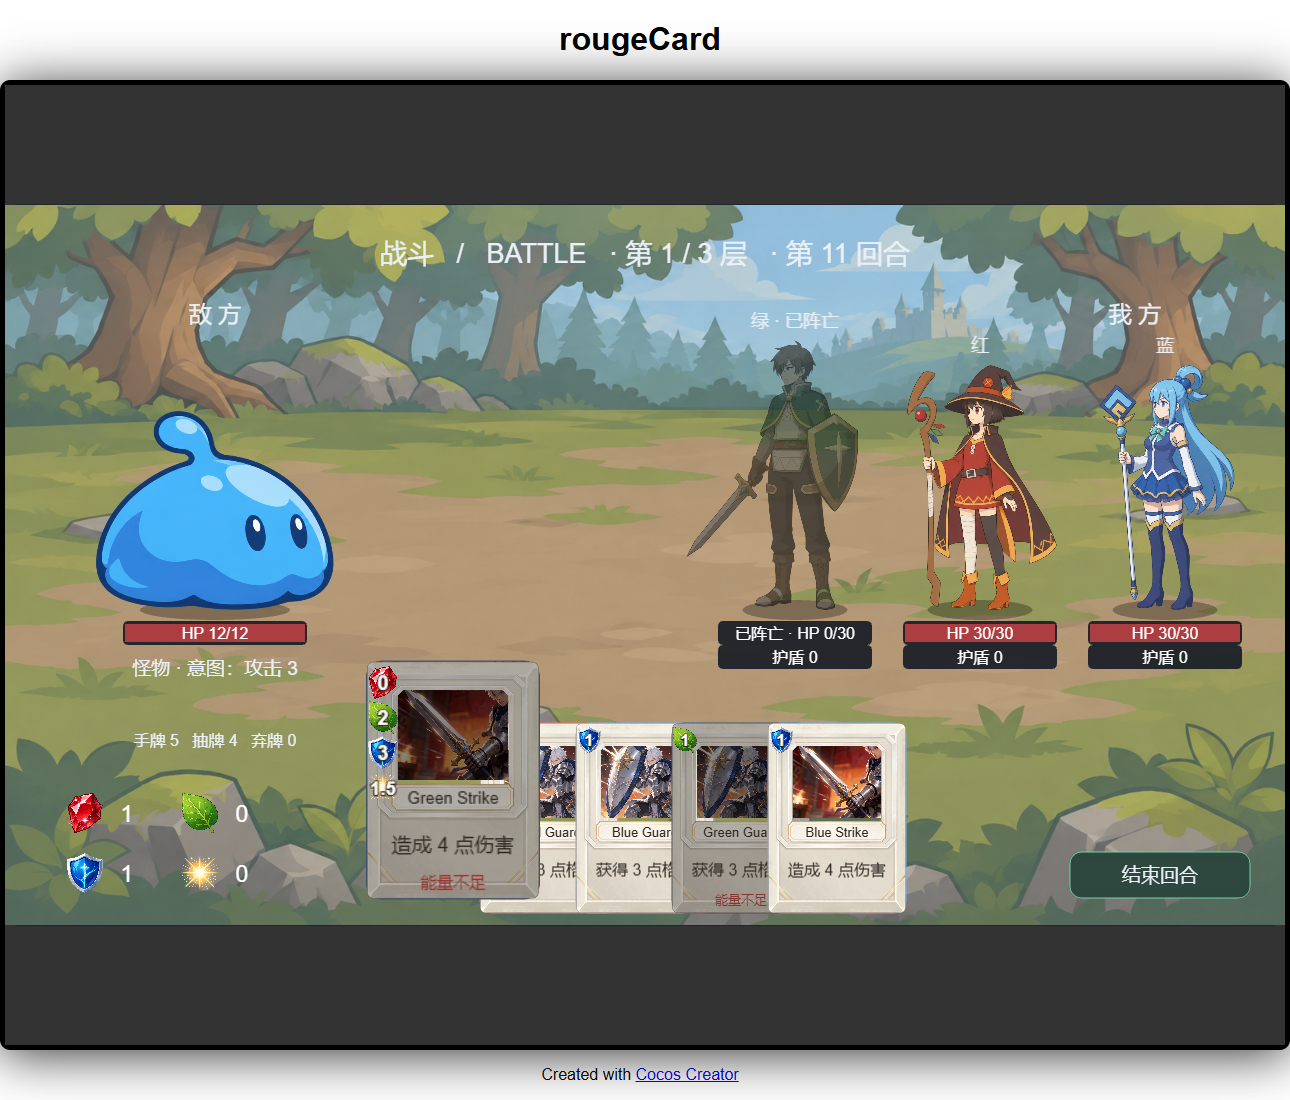 rougeCard
战斗 / BATTLE · 第 1 / 3 层 · 第 11 回合
敌方
我方
绿 · 已阵亡
红
蓝
HP 12/12
怪物 · 意图：攻击 3
已阵亡 · HP 0/30
护盾 0
HP 30/30
护盾 0
HP 30/30
护盾 0
手牌 5 抽牌 4 弃牌 0
1
0
1
0
0
2
3
1.5
Green Strike
造成 4 点伤害
能量不足
Guar
3 点格
1
Blue Guar
获得 3 点格
1
Green Gua
获得 3 点格
能量不足
1
Blue Strike
造成 4 点伤害
结束回合
Created with Cocos Creator